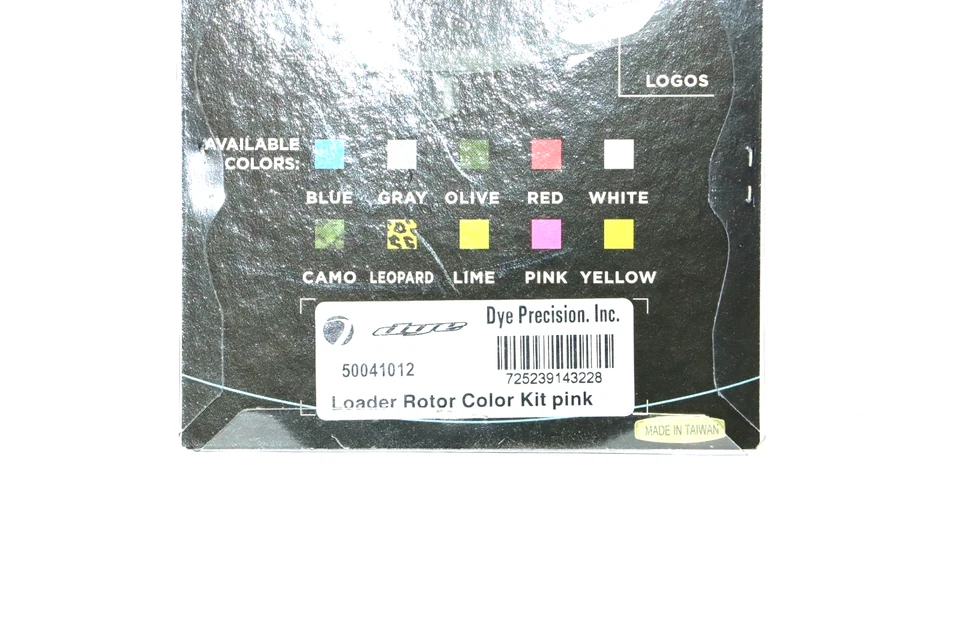 LOGOS
AVAILABLE
COLORS:
BLUE GRAY OLIVE RED WHITE
CAMO LEOPARD LIME PINK YELLOW
dye Dye Precision. Inc.
50041012
725239143228
Loader Rotor Color Kit pink
MADE IN TAIWAN